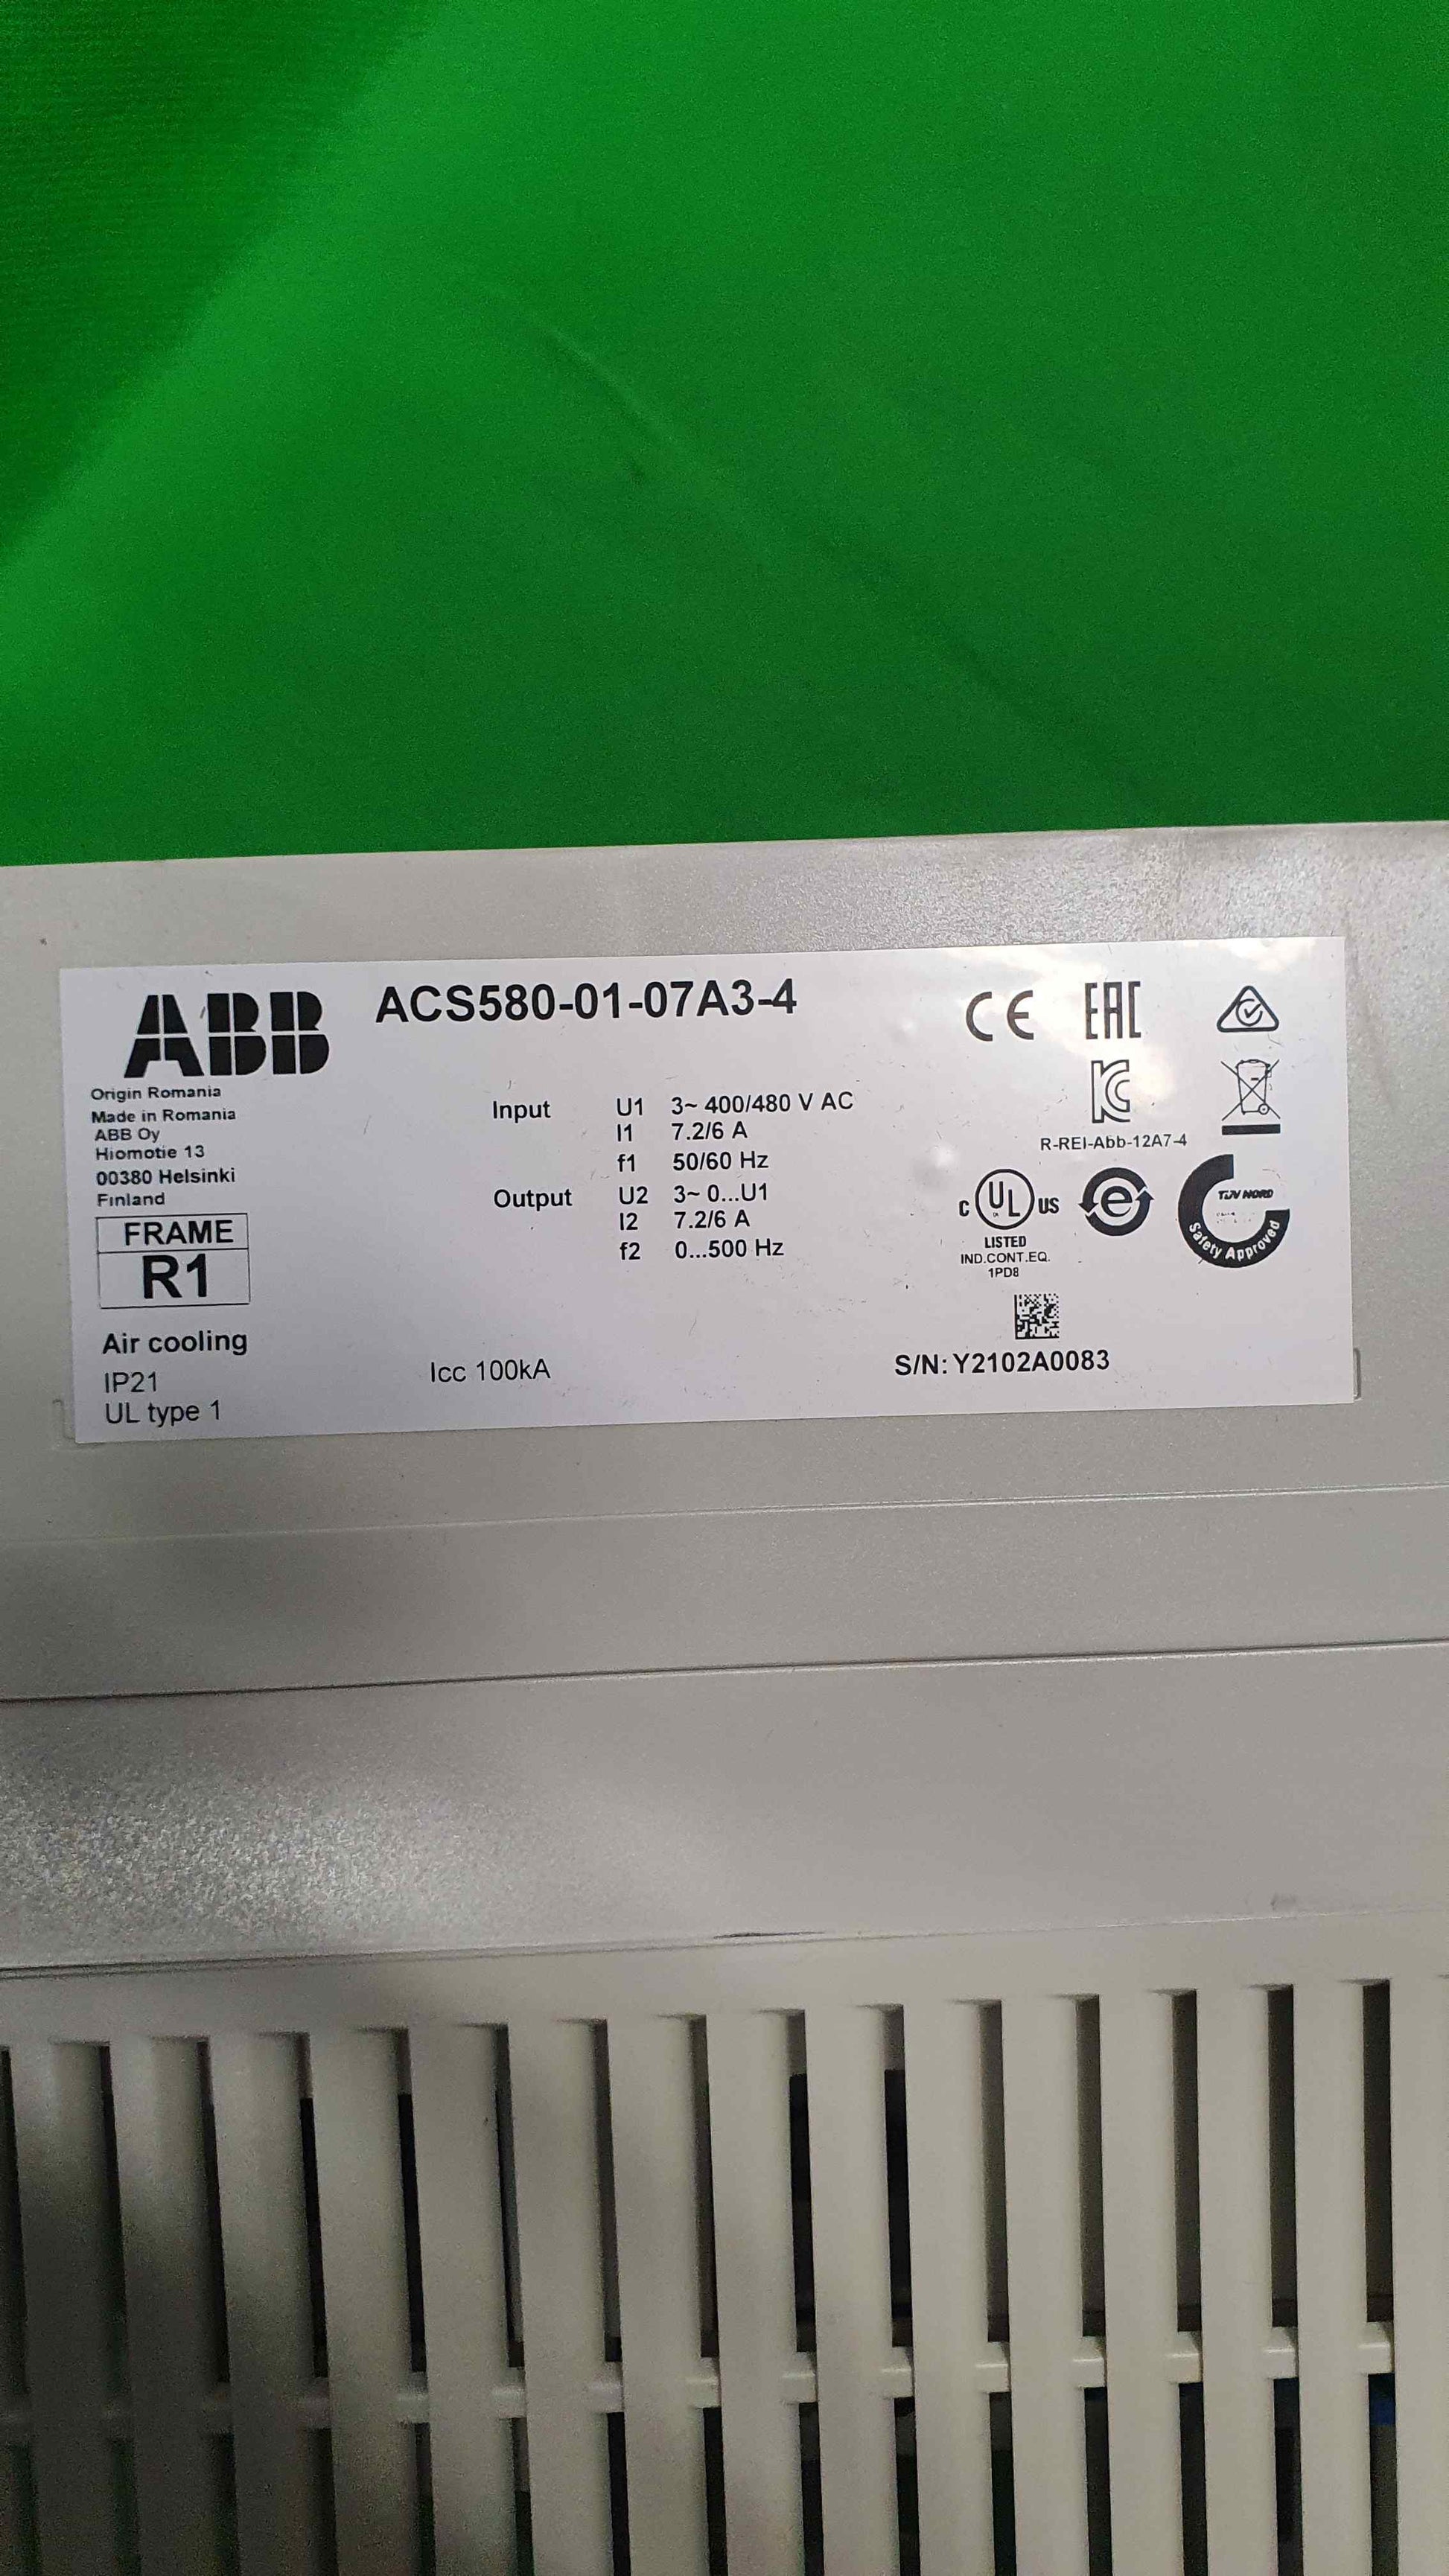 ABB
ACS580-01-07A3-4
Origin Romania
Made in Romania
ABB Oy
Hiomotie 13
00380 Helsinki
Finland
FRAME
R1
Air cooling
IP21
UL type 1
Input U1 3~ 400/480 V AC
I1 7.2/6 A
f1 50/60 Hz
Output U2 3~ 0...U1
I2 7.2/6 A
f2 0...500 Hz
Icc 100kA
CE EAC
R-REI-Abb-12A7-4
C UL US
LISTED
IND.CONT.EQ.
1PD8
e
TÜV NORD
Safety Approved
S/N: Y2102A0083